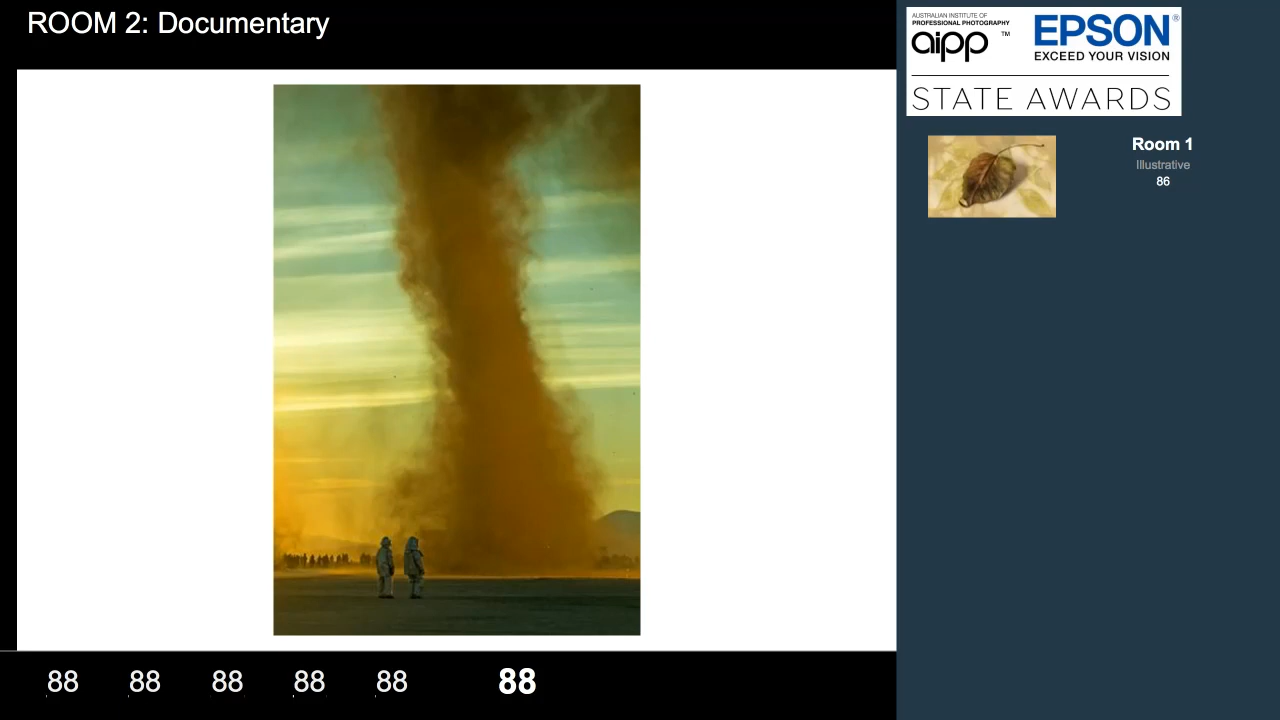 ROOM 2: Documentary
AUSTRALIAN INSTITUTE OF
PROFESSIONAL PHOTOGRAPHY
aipp ™
EPSON®
EXCEED YOUR VISION
STATE AWARDS
Room 1
Illustrative
86
88 88 88 88 88 88